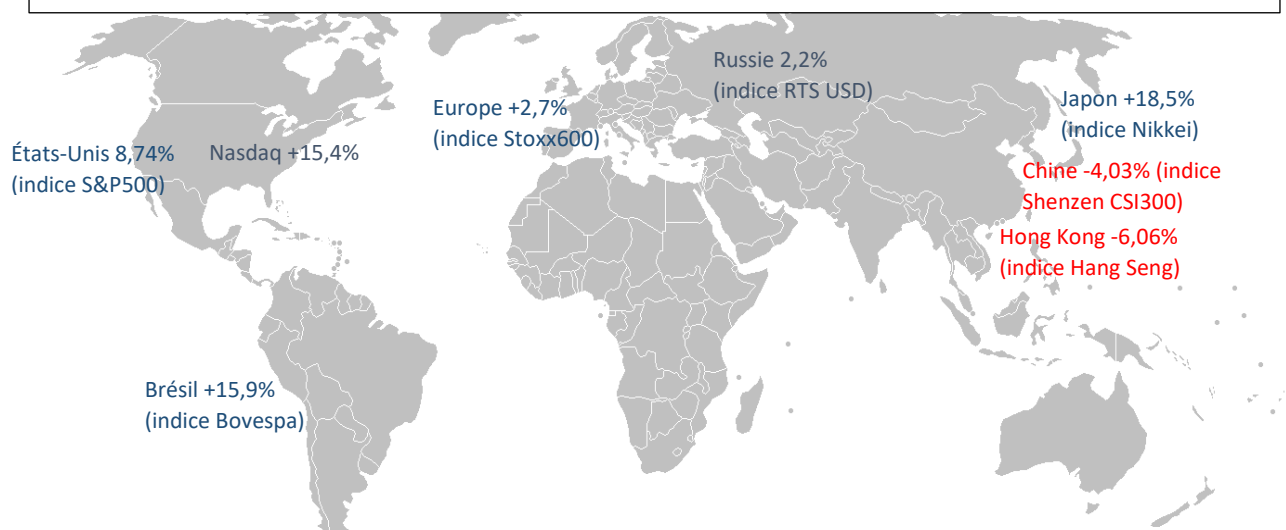 Russie 2,2%
(indice RTS USD)
Europe +2,7%
(indice Stoxx600)
Japon +18,5%
(indice Nikkei)
États-Unis 8,74%
(indice S&P500)
Nasdaq +15,4%
Chine -4,03% (indice
Shenzen CSI300)
Hong Kong -6,06%
(indice Hang Seng)
Brésil +15,9%
(indice Bovespa)